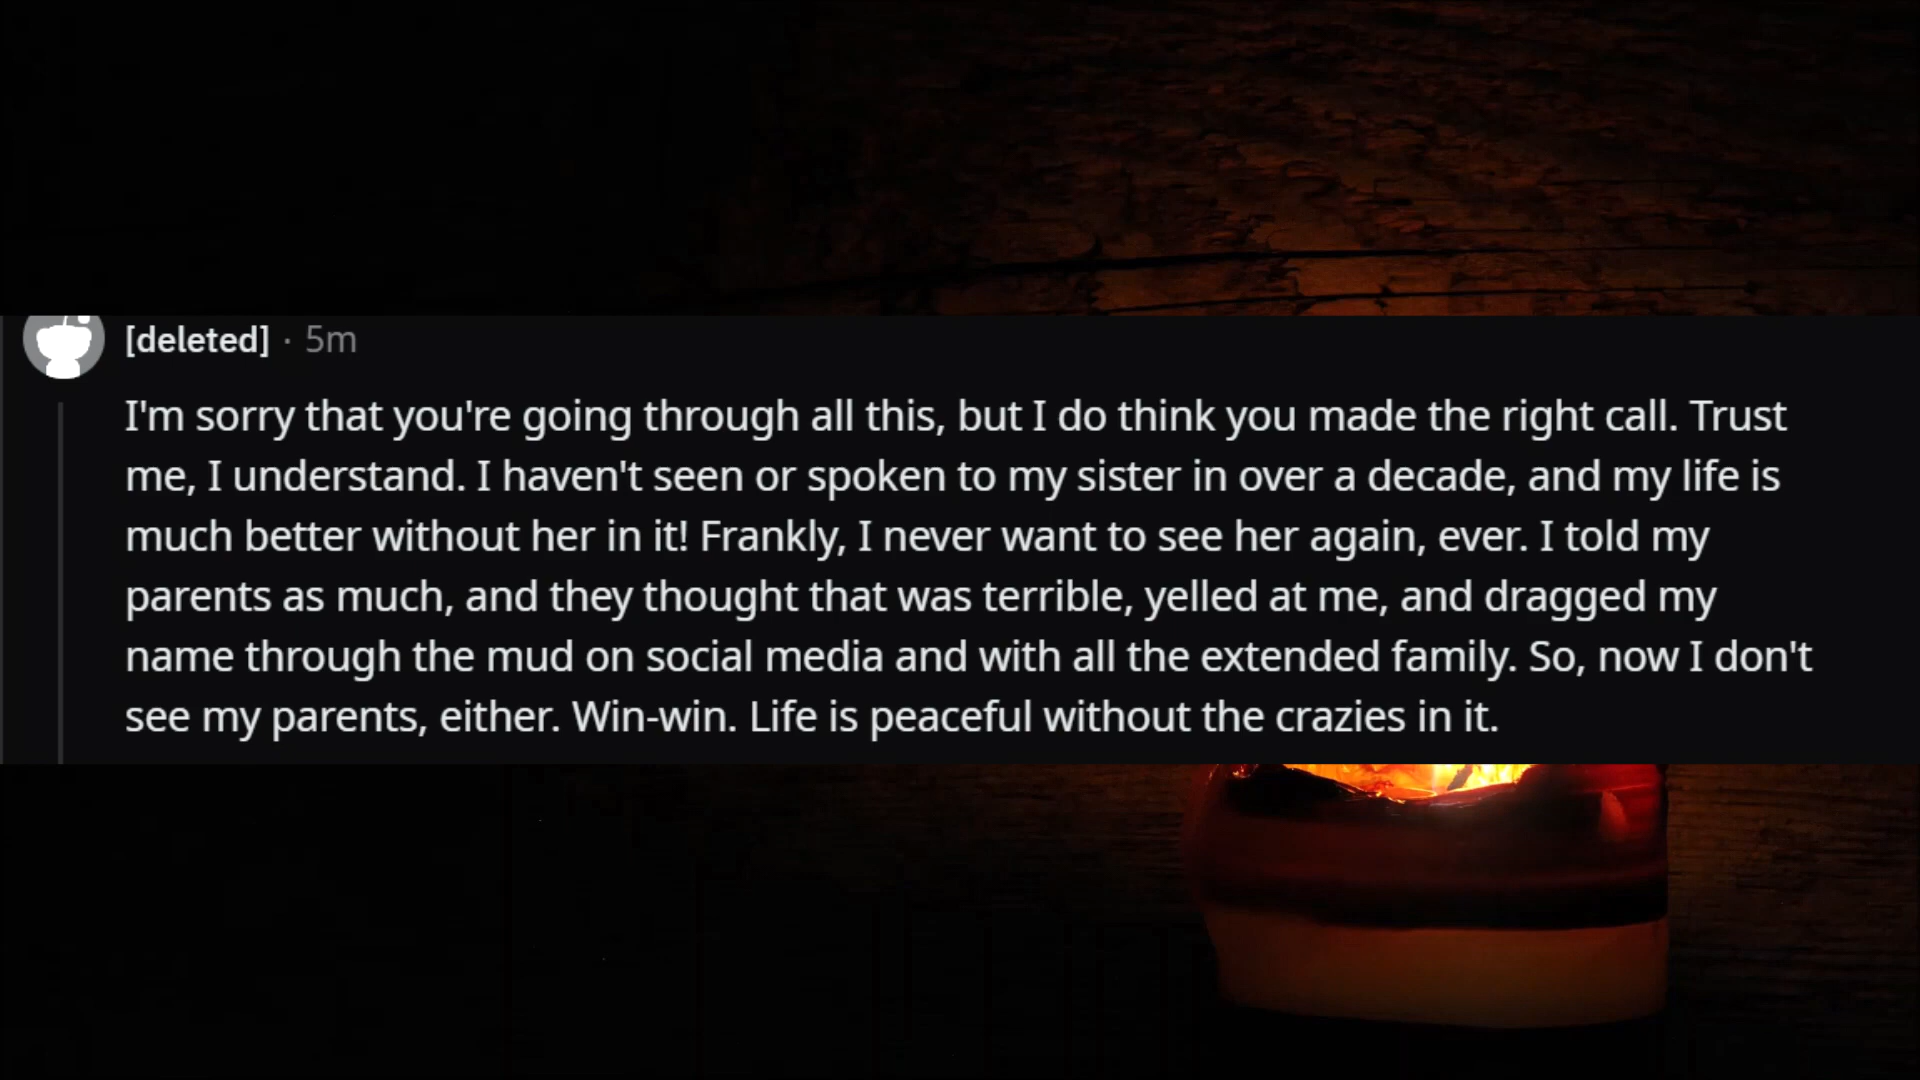 [deleted] · 5m
I'm sorry that you're going through all this, but I do think you made the right call. Trust
me, I understand. I haven't seen or spoken to my sister in over a decade, and my life is
much better without her in it! Frankly, I never want to see her again, ever. I told my
parents as much, and they thought that was terrible, yelled at me, and dragged my
name through the mud on social media and with all the extended family. So, now I don't
see my parents, either. Win-win. Life is peaceful without the crazies in it.